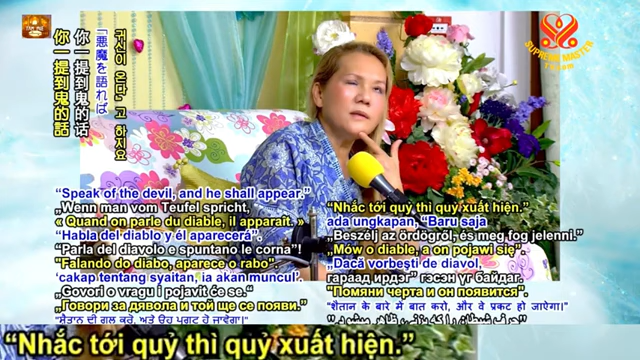 SUPREME MASTER
귀신이 온다」고 하지요
「悪魔を語れば
你一提到鬼的话
你一提到鬼的話
“Speak of the devil, and he shall appear.”
„Wenn man vom Teufel spricht,
« Quand on parle du diable, il apparaît. »
“Habla del diablo y él aparecerá”.
“Parla del diavolo e spuntano le corna”!
“Falando do diabo, aparece o rabo”
‘cakap tentang syaitan, ia akan muncul’.
„Govori o vragu i pojavit će se.“
„Говори за дявола и той ще се появи.“
“Nhắc tới quỷ thì quỷ xuất hiện.”
ada ungkapan, “Baru saja
„Beszélj az ördögről, és meg fog jelenni.”
„Mów o diable, a on pojawi się”.
„Dacă vorbeşti de diavol,
гараад ирдэг” гэсэн үг байдаг.
“Помяни черта и он появится”.
“शैतान के बारे में बात करो, और वे प्रकट हो जाएगा।”
“Nhắc tới quỷ thì quỷ xuất hiện.”